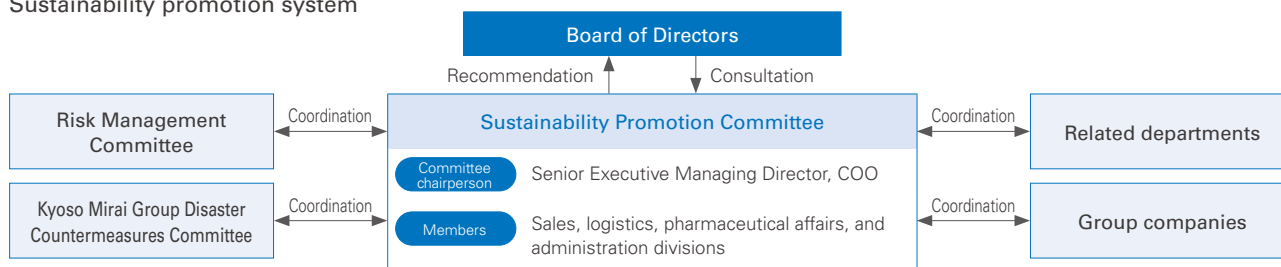 Sustainability promotion system
Board of Directors
Recommendation
Consultation
Risk Management
Committee
Coordination
Sustainability Promotion Committee
Coordination
Related departments
Committee
chairperson
Senior Executive Managing Director, COO
Kyoso Mirai Group Disaster
Countermeasures Committee
Coordination
Members
Sales, logistics, pharmaceutical affairs, and
administration divisions
Coordination
Group companies